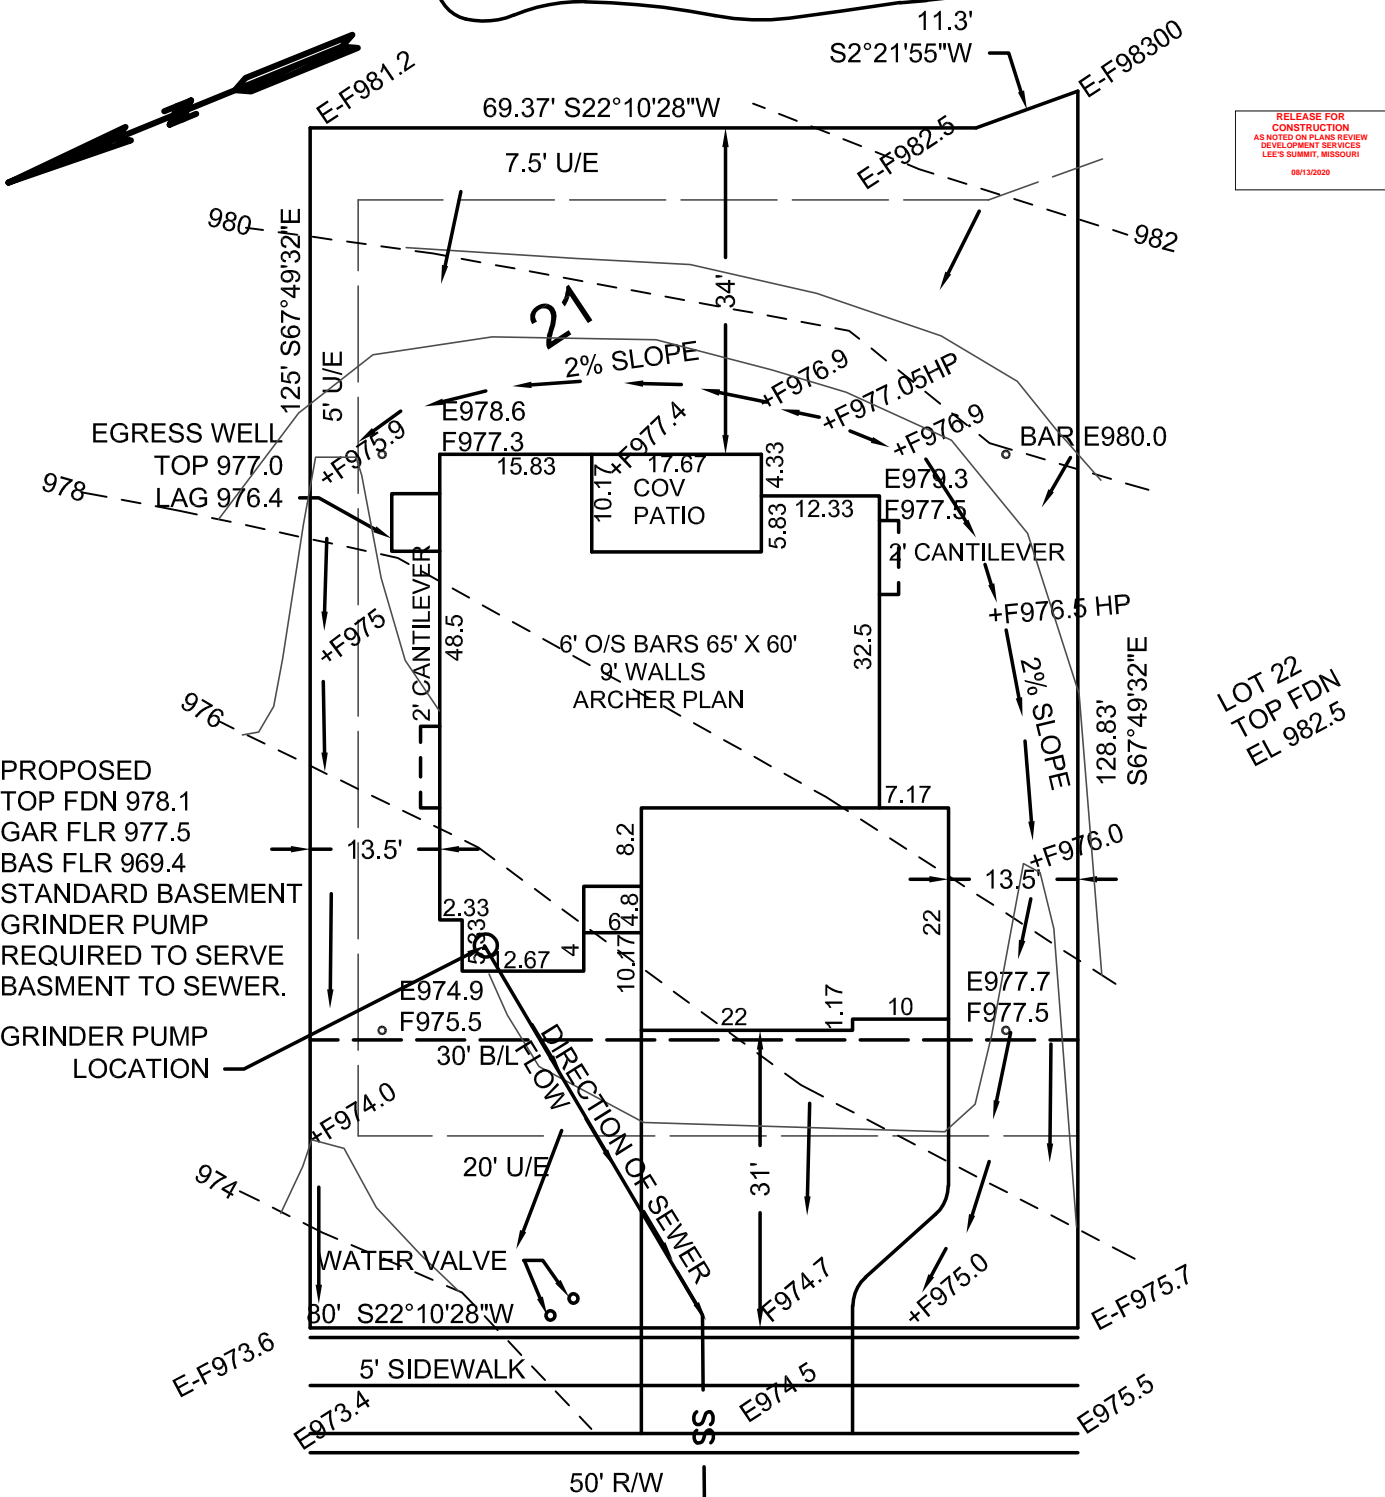 11.3'
S2°21'55"W
E-F98300
E-F981.2
69.37' S22°10'28"W
E-F982.5
7.5' U/E
RELEASE FOR
CONSTRUCTION
AS NOTED ON PLANS REVIEW
DEVELOPMENT SERVICES
LEE'S SUMMIT, MISSOURI
08/13/2020
980
982
125' S67°49'32"E
5' U/E
34'
21
2% SLOPE
+F976.9
+F977.05HP
+F976.9
BAR E980.0
E978.6
F977.3
+F975.9
+F977.4
EGRESS WELL
TOP 977.0
LAG 976.4
978
15.83
17.67
4.33
10.17
COV
PATIO
5.83
12.33
E979.3
F977.5
2' CANTILEVER
2' CANTILEVER
48.5
+F975
6' O/S BARS 65' X 60'
9' WALLS
ARCHER PLAN
32.5
+F976.5 HP
2% SLOPE
128.83'
S67°49'32"E
LOT 22
TOP FDN
EL 982.5
976
PROPOSED
TOP FDN 978.1
GAR FLR 977.5
BAS FLR 969.4
STANDARD BASEMENT
GRINDER PUMP
REQUIRED TO SERVE
BASMENT TO SEWER.
GRINDER PUMP
LOCATION
13.5'
7.17
8.2
+F976.0
13.5'
2.33
5.33
12.67
4
6
4.8
10.17
22
E974.9
F975.5
E977.7
F977.5
22
1.17
10
30' B/L
DIRECTION OF SEWER
FLOW
+F974.0
974
20' U/E
31'
WATER VALVE
F974.7
+F975.0
E-F975.7
80' S22°10'28"W
E-F973.6
5' SIDEWALK
E973.4
E974.5
E975.5
SS
50' R/W